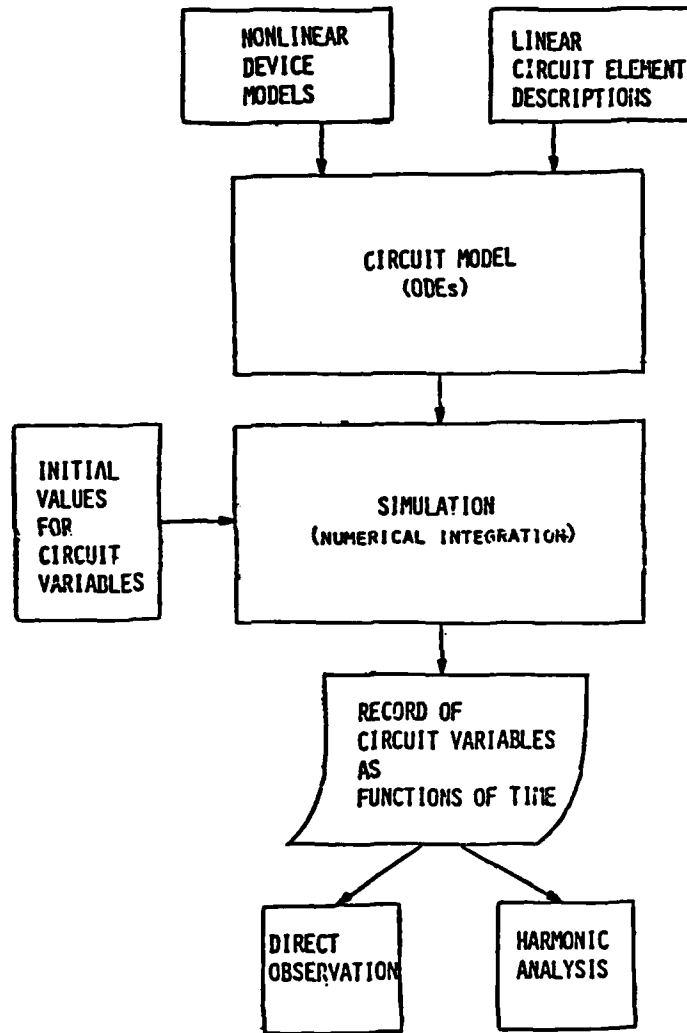 NONLINEAR
DEVICE
MODELS
LINEAR
CIRCUIT ELEMENT
DESCRIPTIONS
CIRCUIT MODEL
(ODEs)
INITIAL
VALUES
FOR
CIRCUIT
VARIABLES
SIMULATION
(NUMERICAL INTEGRATION)
RECORD OF
CIRCUIT VARIABLES
AS
FUNCTIONS OF TIME
DIRECT
OBSERVATION
HARMONIC
ANALYSIS